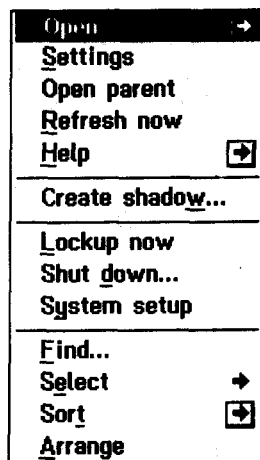 Open
Settings
Open parent
Refresh now
Help
Create shadow...
Lockup now
Shut down...
System setup
Find...
Select
Sort
Arrange